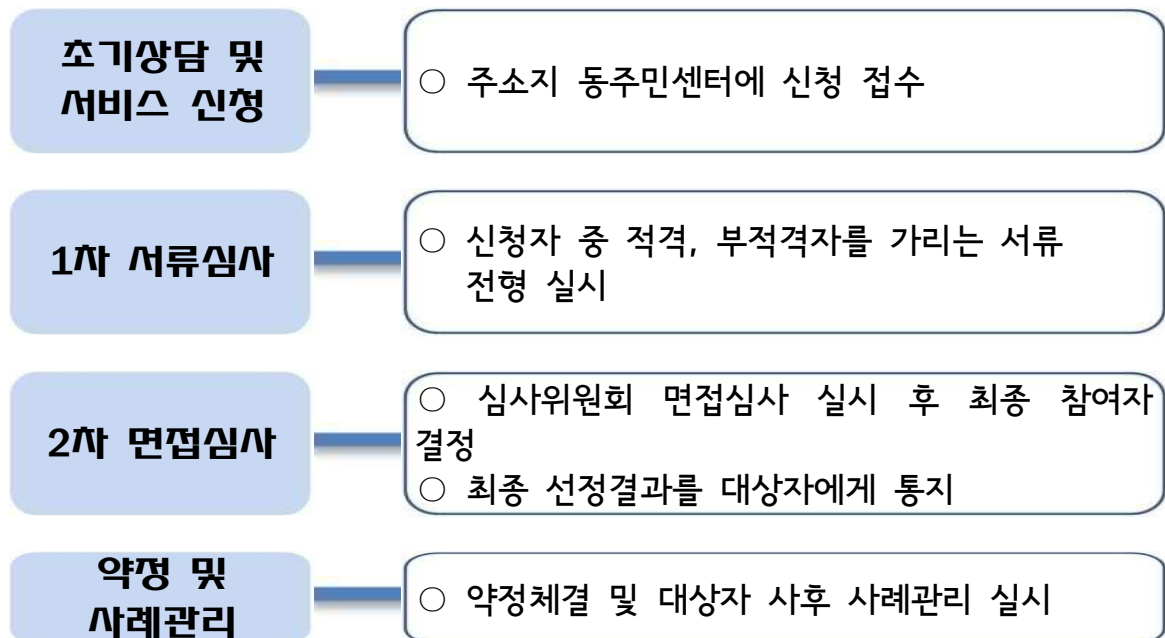 초기상담 및
서비스 신청
○ 주소지 동주민센터에 신청 접수
1차 서류심사
○ 신청자 중 적격, 부적격자를 가리는 서류
전형 실시
2차 면접심사
○ 심사위원회 면접심사 실시 후 최종 참여자
결정
○ 최종 선정결과를 대상자에게 통지
약정 및
사례관리
○ 약정체결 및 대상자 사후 사례관리 실시